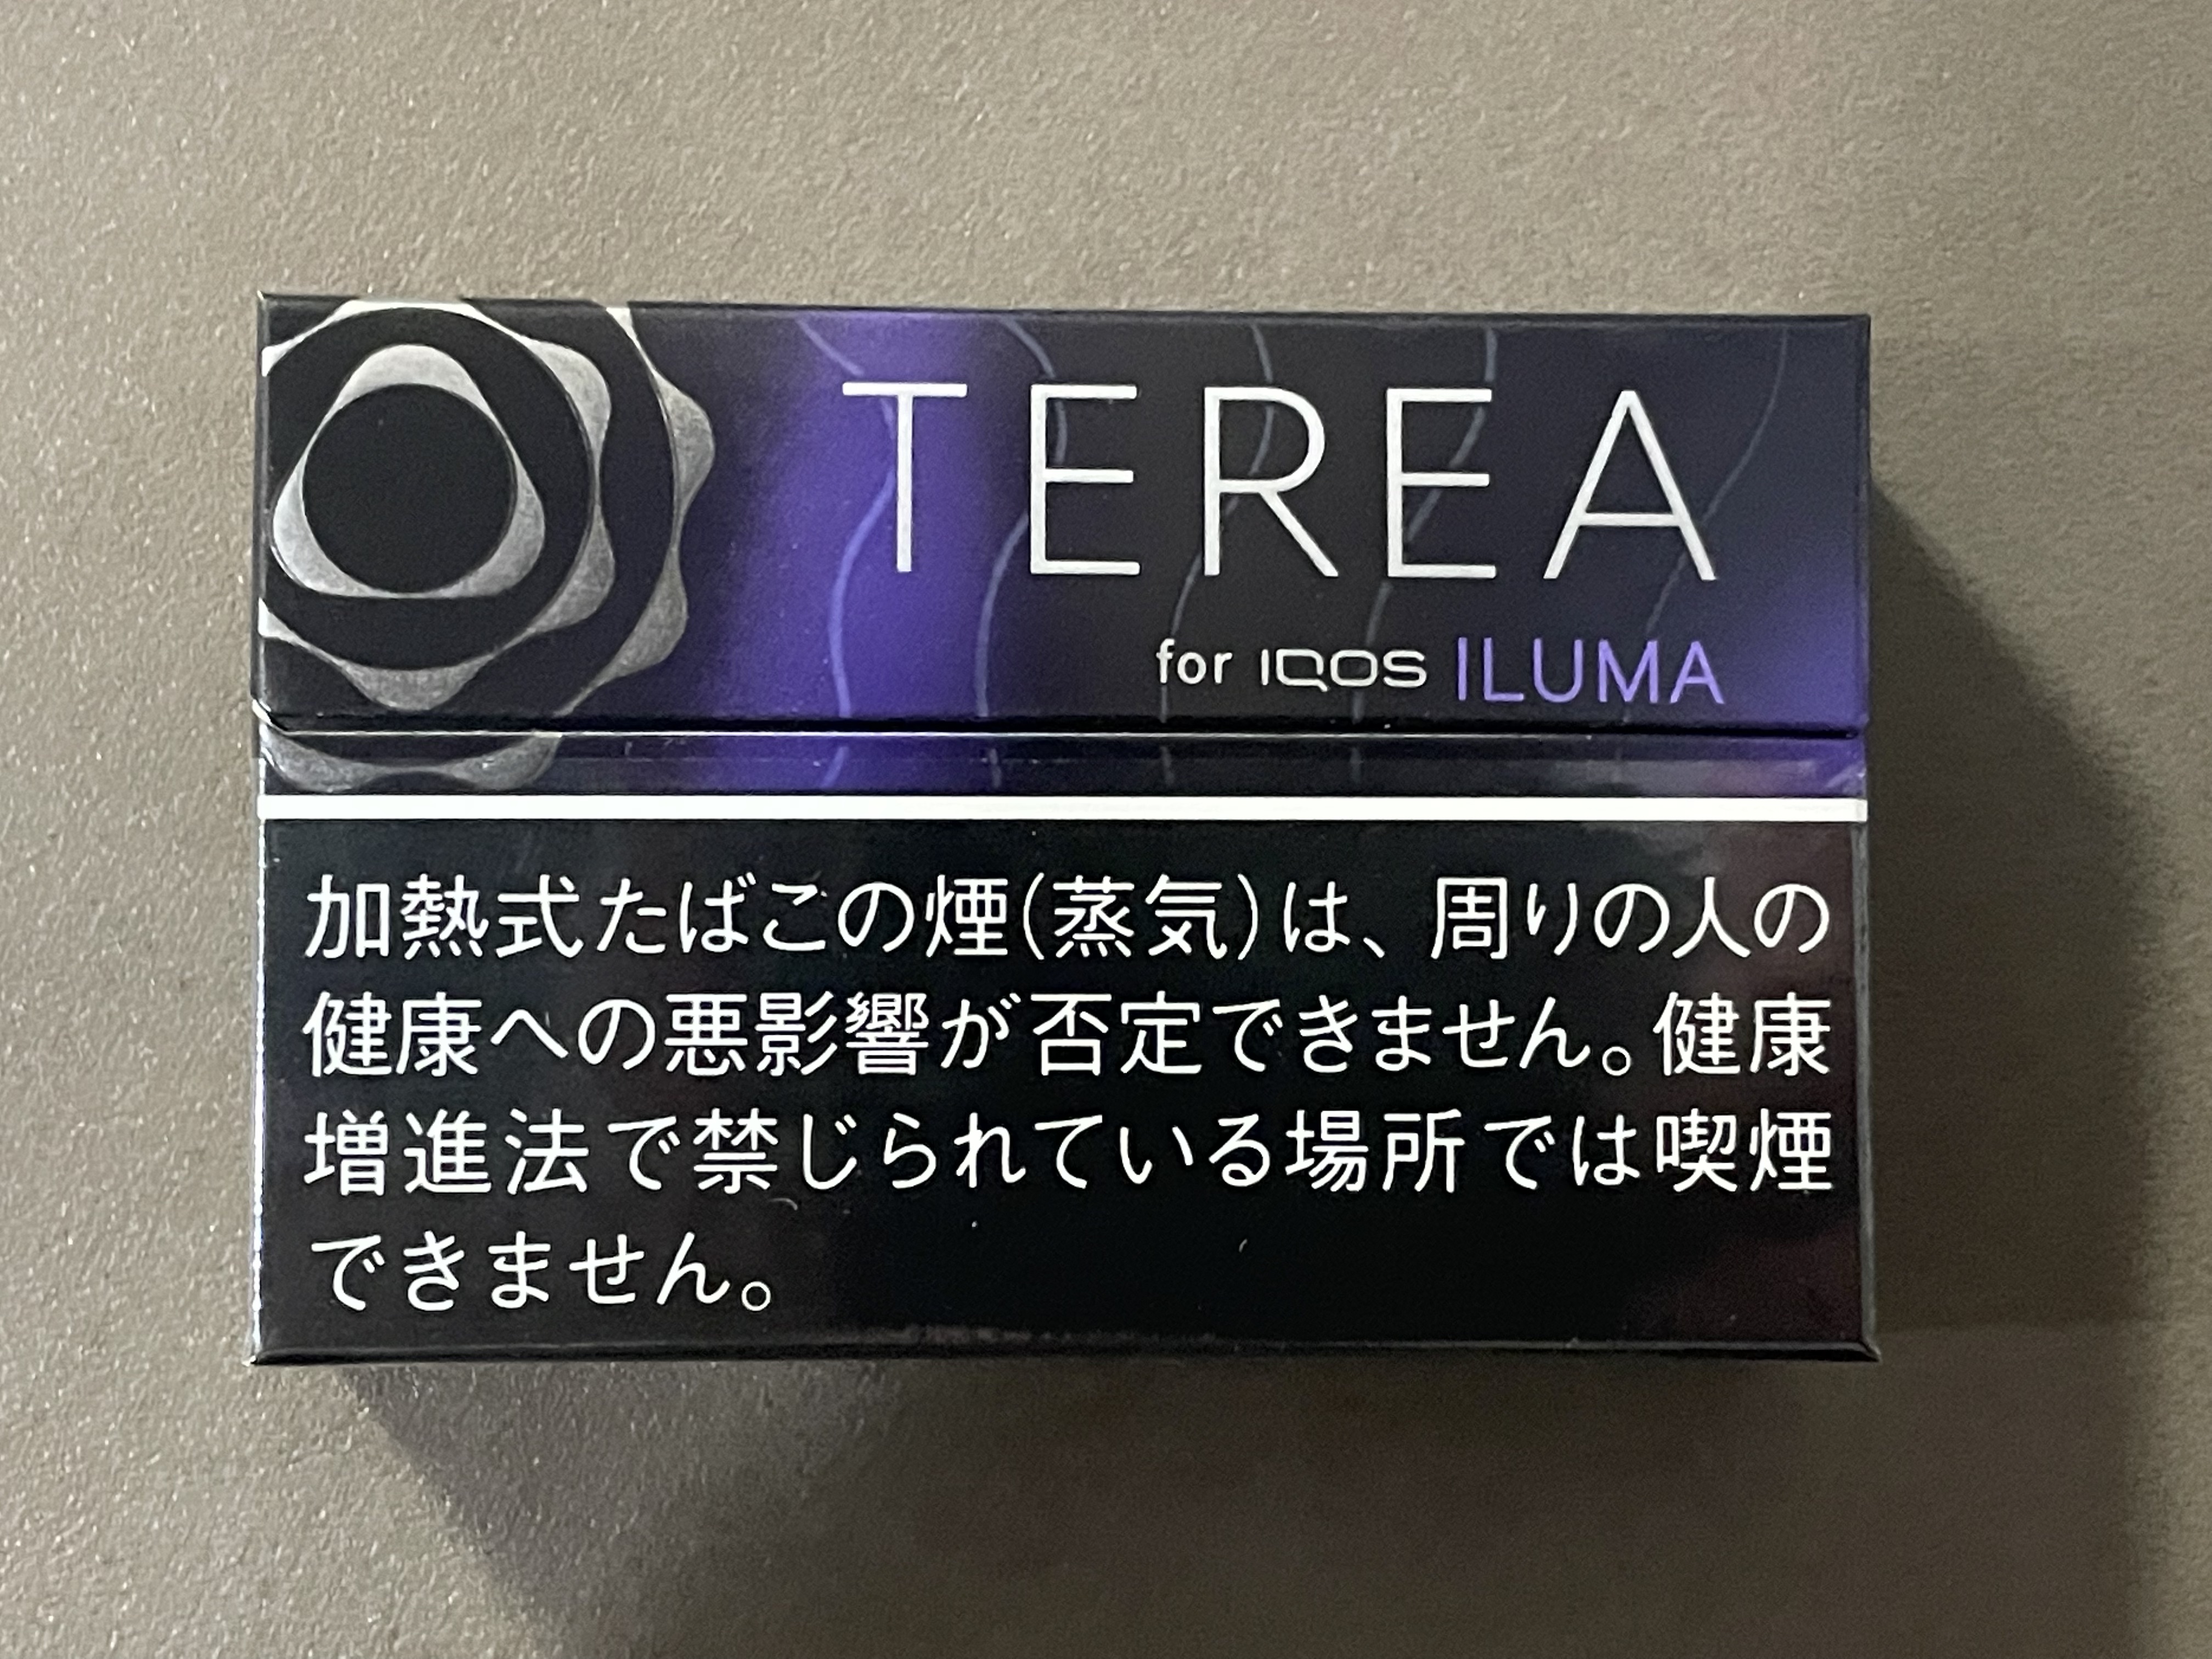 TEREA
for IQOS ILUMA
加熱式たばこの煙(蒸気)は、周りの人の
健康への悪影響が否定できません。健康
増進法で禁じられている場所では喫煙
できません。